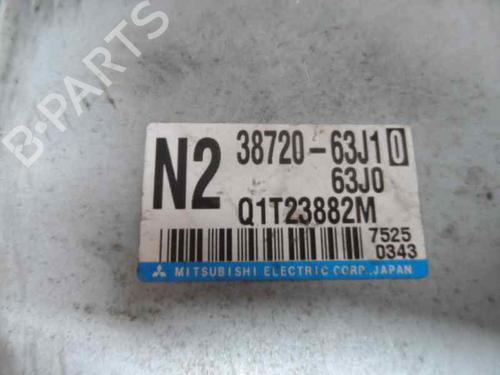 B-PARTS
N2
38720-63J1 0
63J0
Q1T23882M
7525
0343
MITSUBISHI ELECTRIC CORP., JAPAN